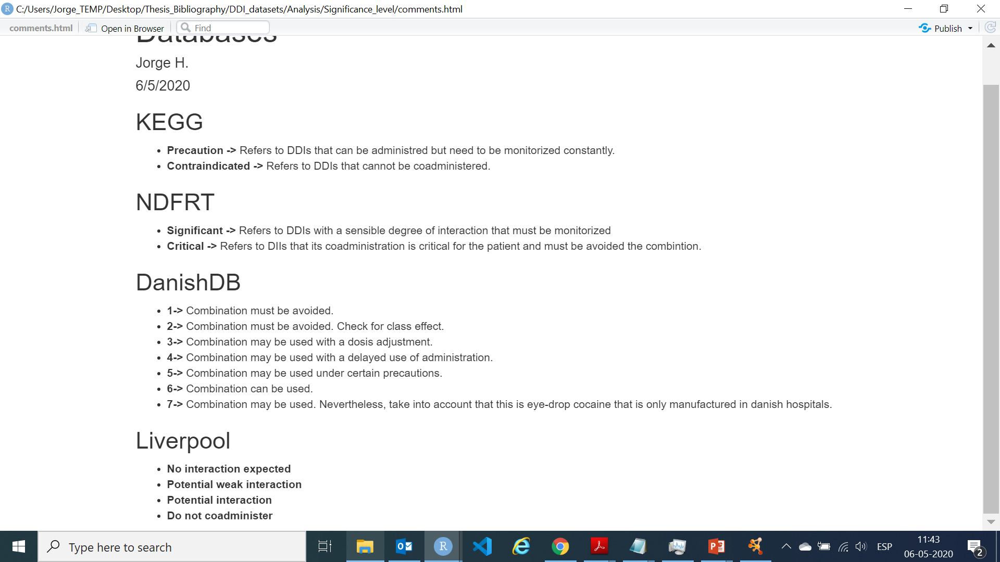 C:/Users/Jorge_TEMP/Desktop/Thesis_Bibliography/DDI_datasets/Analysis/Significance_level/comments.html
comments.html Open in Browser Find Publish
Databases
Jorge H.
6/5/2020
KEGG
Precaution -> Refers to DDIs that can be administred but need to be monitorized constantly.
Contraindicated -> Refers to DDIs that cannot be coadministered.
NDFRT
Significant -> Refers to DDIs with a sensible degree of interaction that must be monitorized
Critical -> Refers to DIIs that its coadministration is critical for the patient and must be avoided the combintion.
DanishDB
1-> Combination must be avoided.
2-> Combination must be avoided. Check for class effect.
3-> Combination may be used with a dosis adjustment.
4-> Combination may be used with a delayed use of administration.
5-> Combination may be used under certain precautions.
6-> Combination can be used.
7-> Combination may be used. Nevertheless, take into account that this is eye-drop cocaine that is only manufactured in danish hospitals.
Liverpool
No interaction expected
Potential weak interaction
Potential interaction
Do not coadminister
Type here to search
ESP
11:43
06-05-2020
2